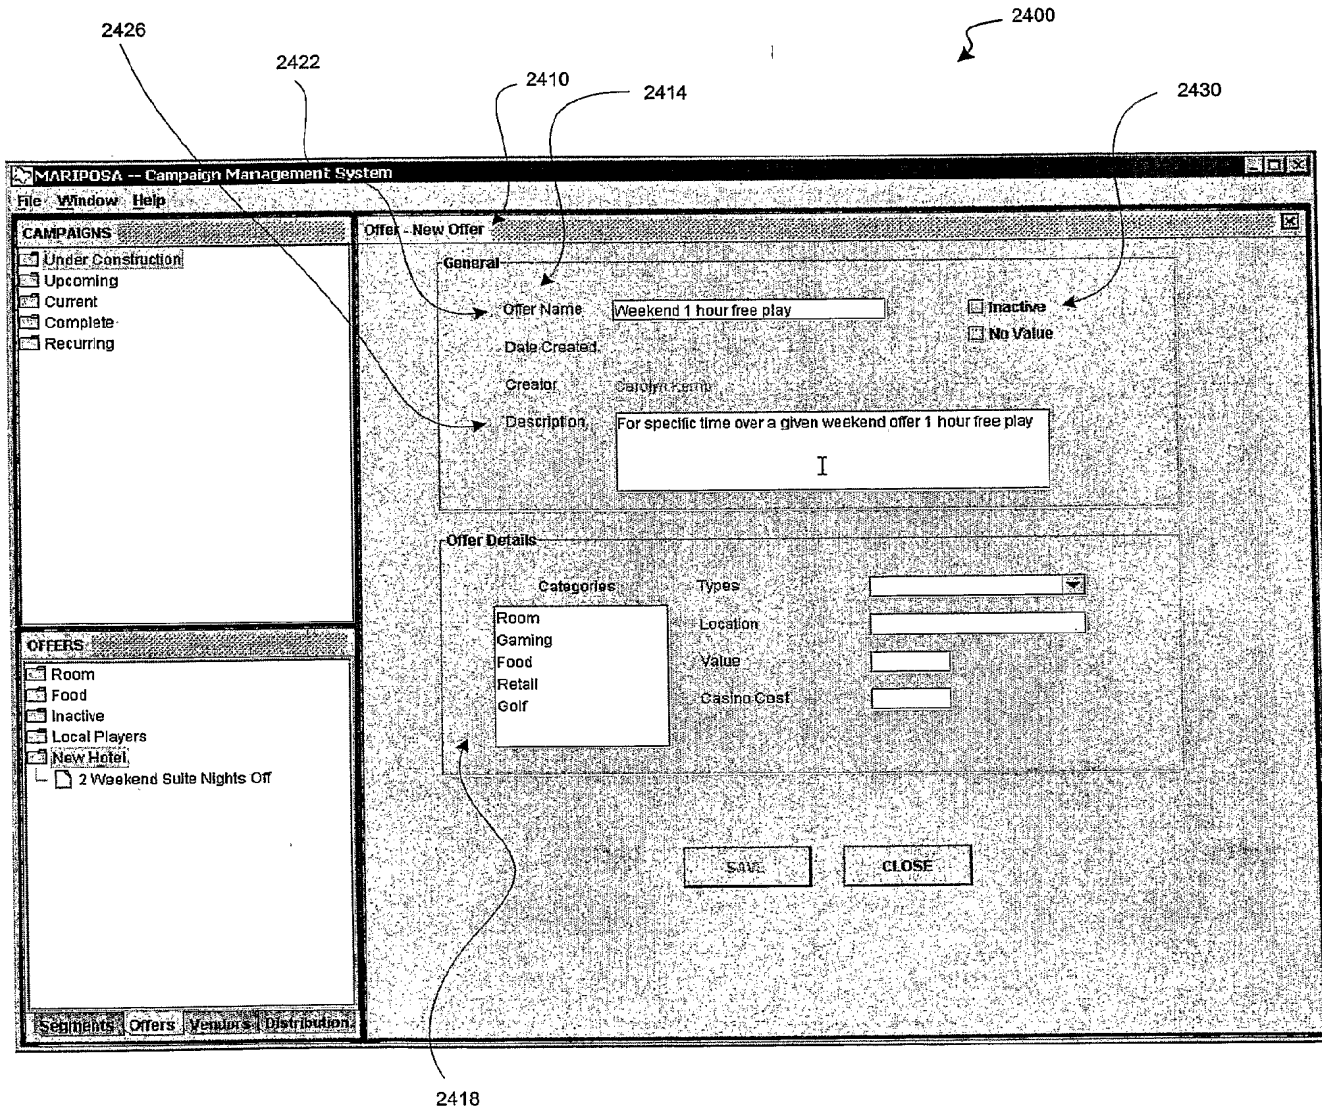 2400
2426
2422
2410
2414
2430
MARIPOSA -- Campaign Management System
File Window Help
CAMPAIGNS
Under Construction
Upcoming
Current
Complete
Recurring
OFFERS
Room
Food
Inactive
Local Players
New Hotel
2 Weekend Suite Nights Off
Segments Offers Vendors Distribution
Offer - New Offer
General
Offer Name Weekend 1 hour free play
Inactive
No Value
Date Created
Creator Carolyn Kemp
Description For specific time over a given weekend offer 1 hour free play
Offer Details
Categories
Room
Gaming
Food
Retail
Golf
Types
Location
Value
Casino Cost
SAVE CLOSE
2418